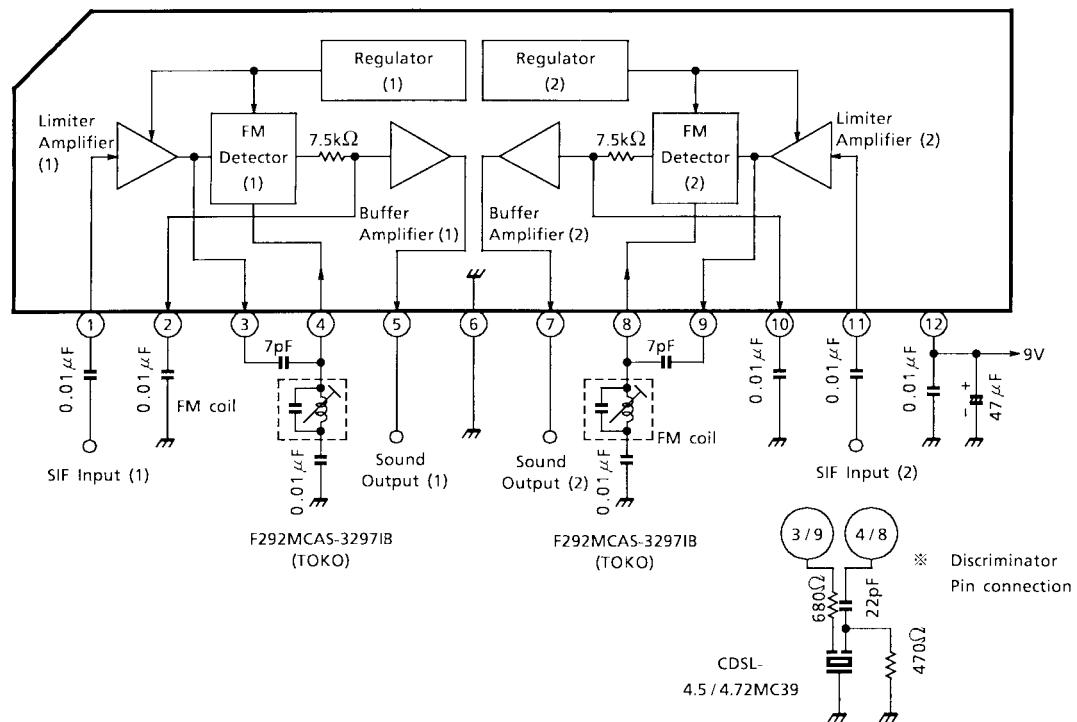 Regulator
(1)
Regulator
(2)
Limiter
Amplifier
(1)
FM
Detector
(1)
7.5kΩ
7.5kΩ
FM
Detector
(2)
Limiter
Amplifier
(2)
Buffer
Amplifier (1)
Buffer
Amplifier (2)
1
2
3
4
5
6
7
8
9
10
11
12
0.01μF
0.01μF
7pF
7pF
0.01μF
0.01μF
0.01μF
9V
- +
47μF
FM coil
FM coil
SIF Input (1)
0.01μF
Sound
Output (1)
Sound
Output (2)
0.01μF
SIF Input (2)
F292MCAS-3297IB
(TOKO)
F292MCAS-3297IB
(TOKO)
3/9
4/8
※ Discriminator
Pin connection
680Ω
22pF
470Ω
CDSL-
4.5/4.72MC39